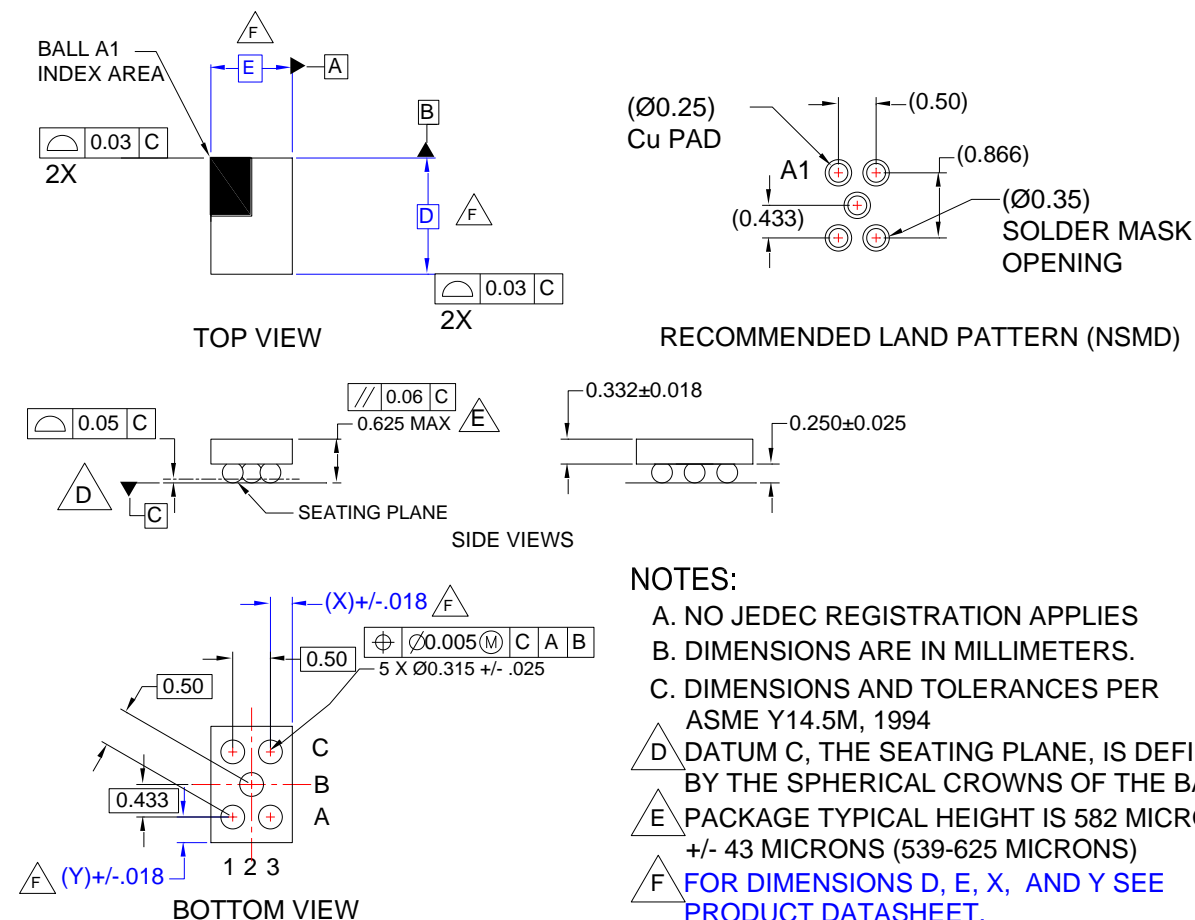 F
BALL A1
INDEX AREA
E
A
B
0.03 C
2X
D
F
0.03 C
2X
TOP VIEW
(Ø0.25)
Cu PAD
(0.50)
A1
(0.866)
(0.433)
(Ø0.35)
SOLDER MASK
OPENING
RECOMMENDED LAND PATTERN (NSMD)
0.05 C
// 0.06 C
0.625 MAX
E
D
C
SEATING PLANE
0.332±0.018
0.250±0.025
SIDE VIEWS
(X)+/-.018
F
Ø0.005 Ⓜ C A B
5 X Ø0.315 +/- .025
0.50
0.50
0.433
C
B
A
1 2 3
F
(Y)+/-.018
BOTTOM VIEW
NOTES:
A. NO JEDEC REGISTRATION APPLIES
B. DIMENSIONS ARE IN MILLIMETERS.
C. DIMENSIONS AND TOLERANCES PER
ASME Y14.5M, 1994
D DATUM C, THE SEATING PLANE, IS
BY THE SPHERICAL CROWNS OF THE
E PACKAGE TYPICAL HEIGHT IS 582
+/- 43 MICRONS (539-625 MICRONS)
F FOR DIMENSIONS D, E, X, AND Y SEE
PRODUCT DATASHEET.